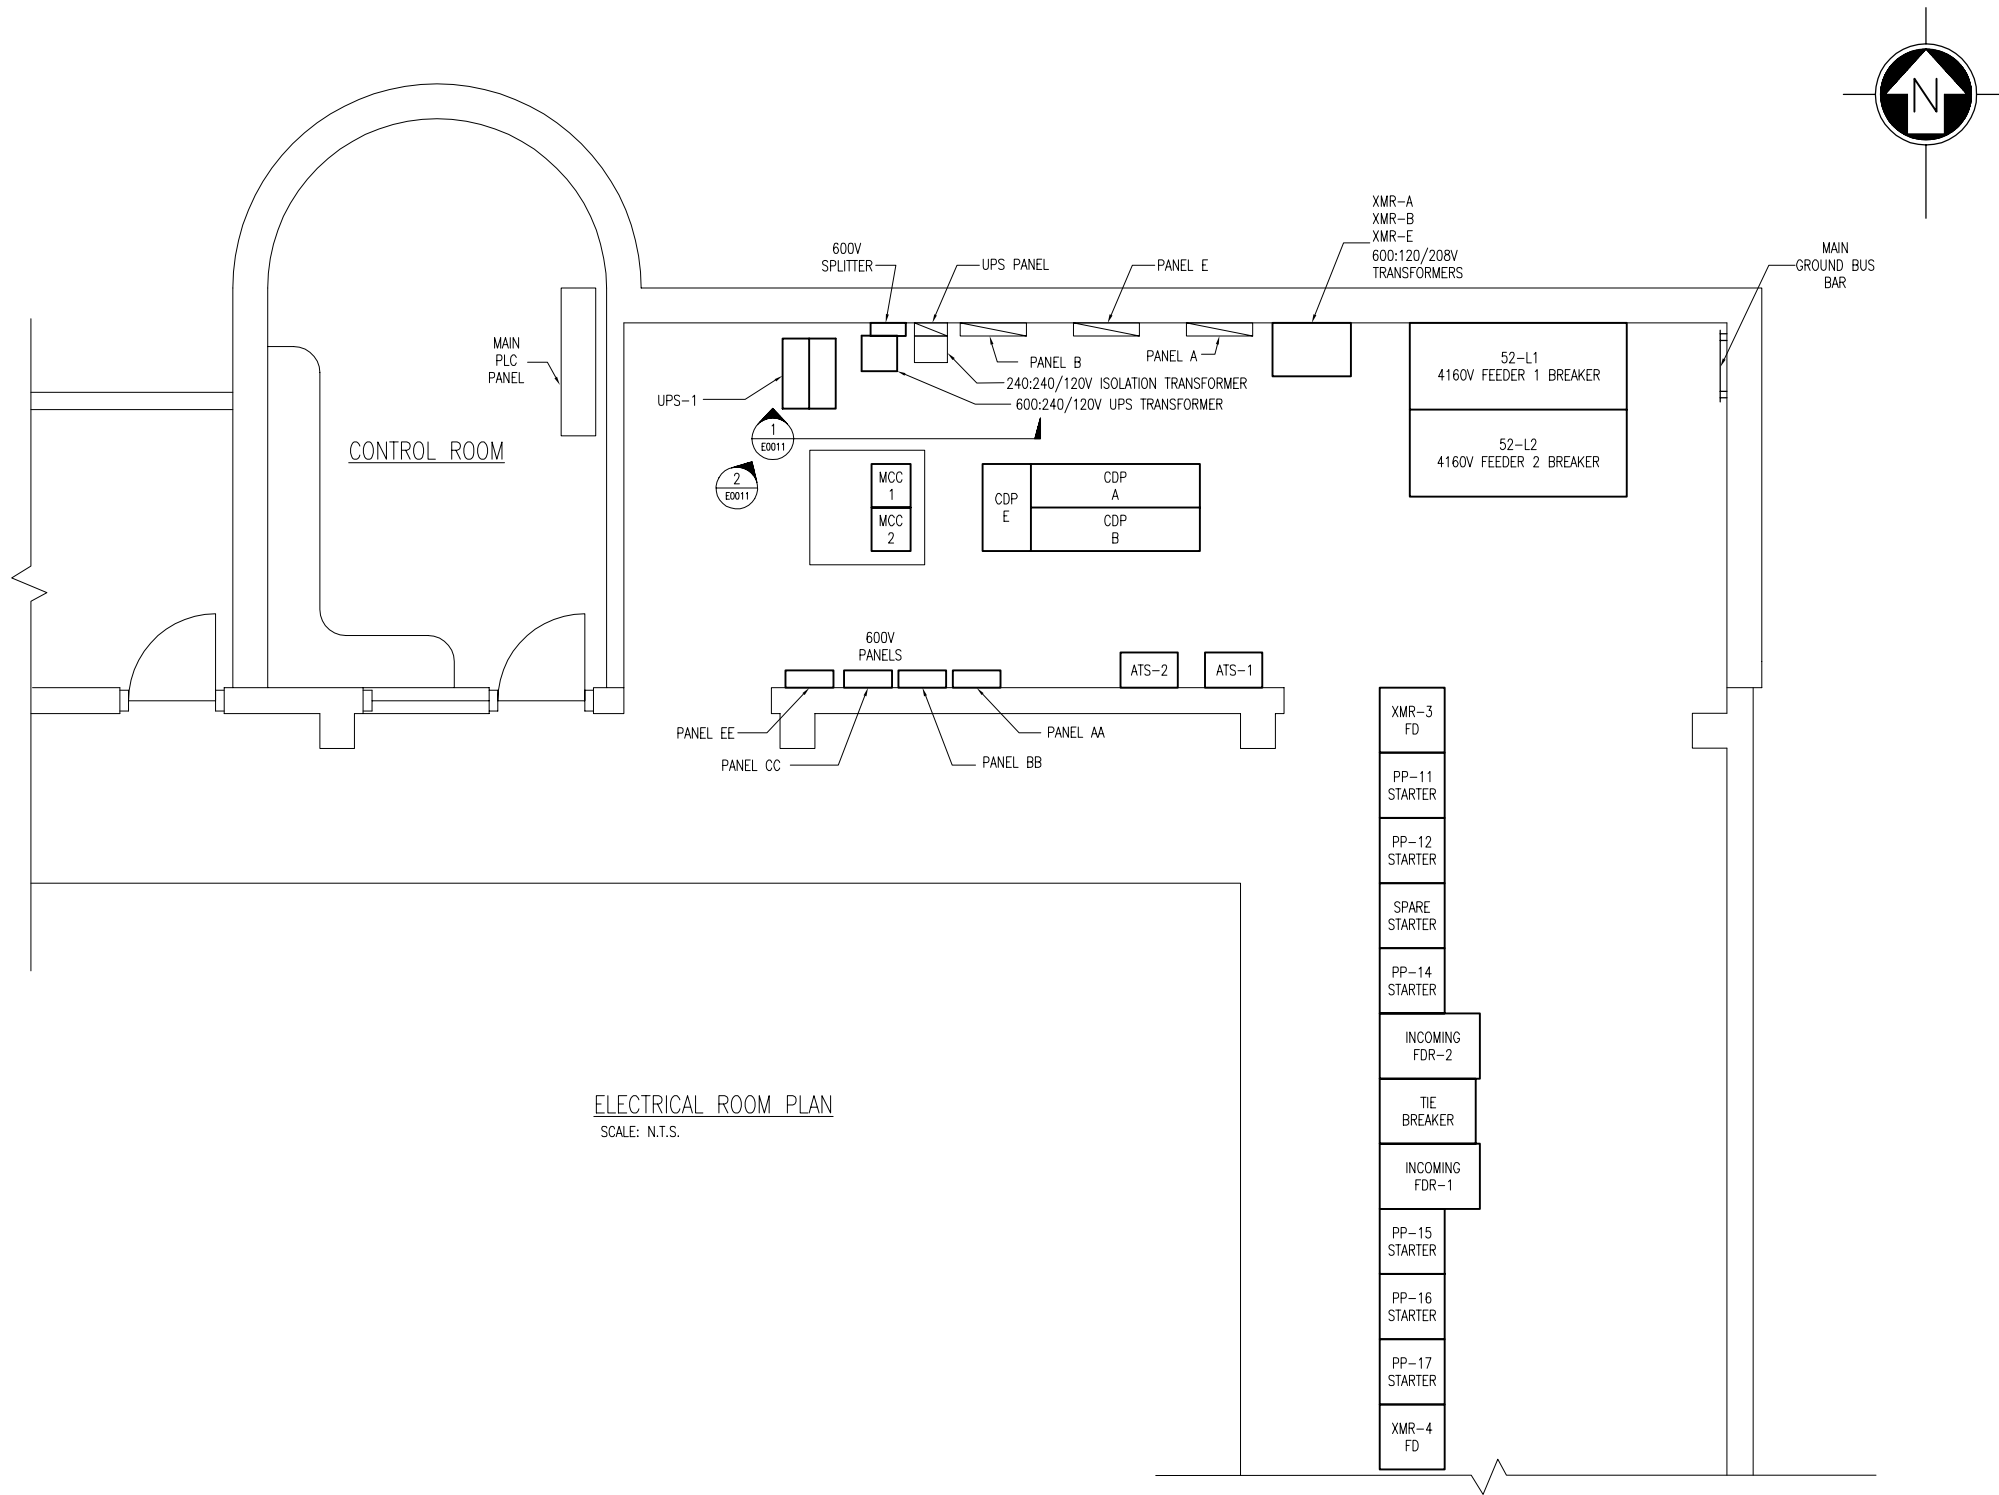 N
XMR-A
XMR-B
XMR-E
600:120/208V
TRANSFORMERS
600V
SPLITTER
UPS PANEL
PANEL E
MAIN
GROUND BUS
BAR
MAIN
PLC
PANEL
PANEL B
PANEL A
240:240/120V ISOLATION TRANSFORMER
600:240/120V UPS TRANSFORMER
UPS-1
52-L1
4160V FEEDER 1 BREAKER
52-L2
4160V FEEDER 2 BREAKER
CONTROL ROOM
1
E0011
2
E0011
MCC
1
MCC
2
CDP
E
CDP
A
CDP
B
600V
PANELS
ATS-2
ATS-1
PANEL EE
PANEL CC
PANEL BB
PANEL AA
XMR-3
FD
PP-11
STARTER
PP-12
STARTER
SPARE
STARTER
PP-14
STARTER
INCOMING
FDR-2
TIE
BREAKER
INCOMING
FDR-1
PP-15
STARTER
PP-16
STARTER
PP-17
STARTER
XMR-4
FD
ELECTRICAL ROOM PLAN
SCALE: N.T.S.